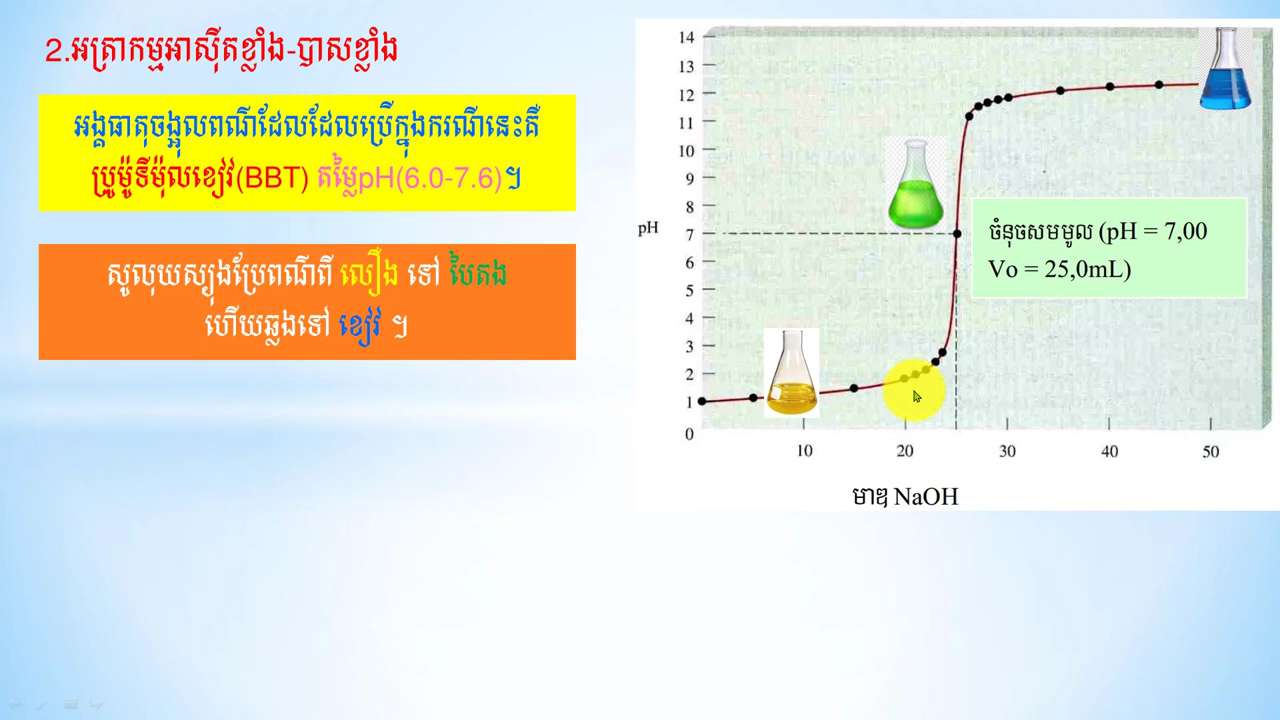 2.អត្រាកម្មអាស៊ីតខ្លាំង-បាសខ្លាំង
អង្គធាតុចង្អុលពណ៌ដែលដែលប្រើក្នុងករណីនេះគឺ
ប្រូម៉ូទីម៉ុលខៀវ(BBT) តម្លៃpH(6.0-7.6)។
សូលុយស្យុងប្រែពណ៌ពី លឿង ទៅ បៃតង
ហើយឆ្លងទៅ ខៀវ ។
14
13
12
11
10
9
8
7
6
5
4
3
2
1
0
pH
ចំនុចសមមូល (pH = 7,00
Vo = 25,0mL)
10 20 30 40 50
មាឌ NaOH